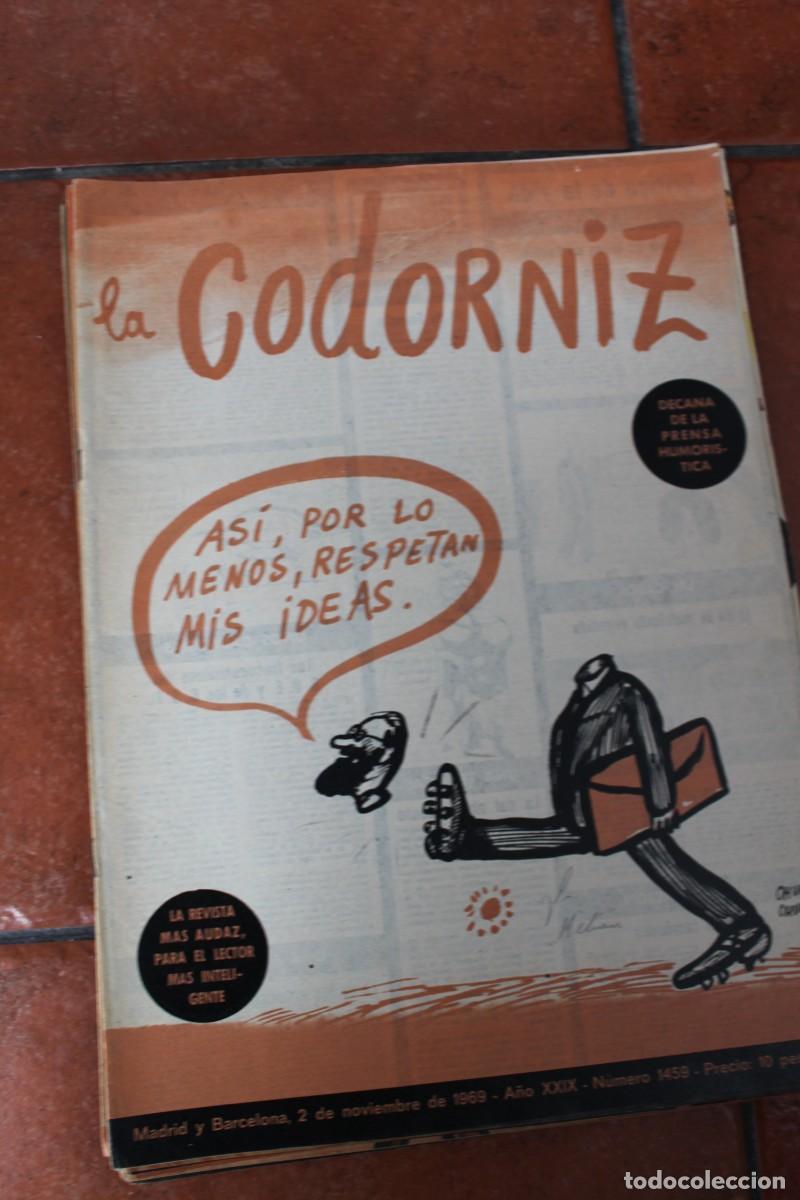 la CODORNiZ
DECANA
DE LA
PRENSA
HUMORIS-
TICA
ASÍ, POR LO
MENOS, RESPETAN
MIS IDEAS.
LA REVISTA
MAS AUDAZ,
PARA EL LECTOR
MAS INTELI-
GENTE
Madrid y Barcelona, 2 de noviembre de 1969 - Año XXIX - Número 1459 - Precio: 10
todocoleccion